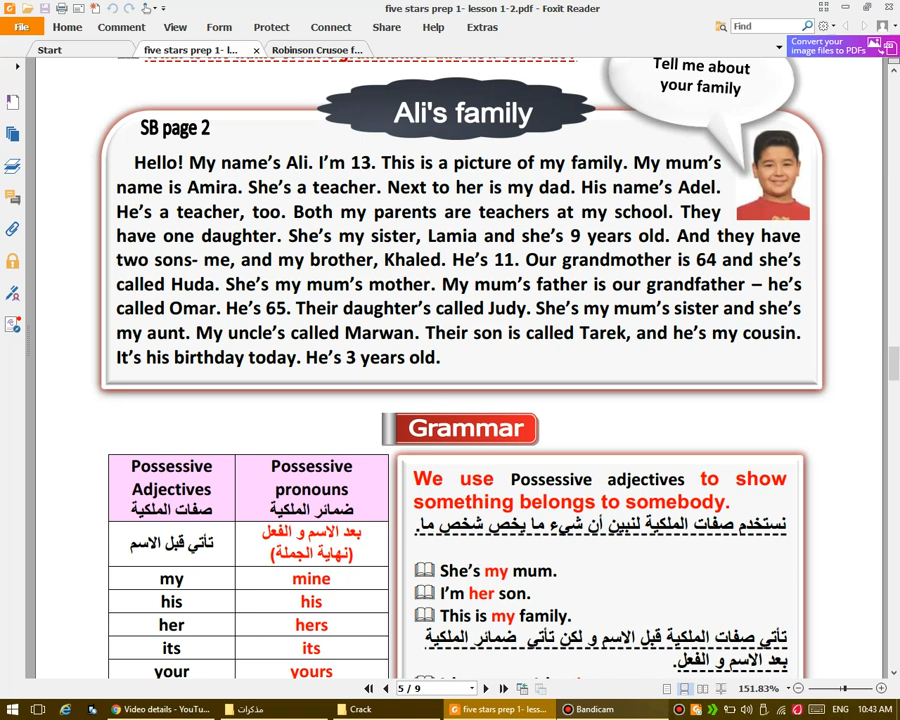 five stars prep 1- lesson 1-2.pdf - Foxit Reader
File Home Comment View Form Protect Connect Share Help Extras
Find
Start five stars prep 1- l... Robinson Crusoe f...
Convert your
image files to PDFs
Tell me about
your family
Ali's family
SB page 2
Hello! My name's Ali. I'm 13. This is a picture of my family. My mum's
name is Amira. She's a teacher. Next to her is my dad. His name's Adel.
He's a teacher, too. Both my parents are teachers at my school. They
have one daughter. She's my sister, Lamia and she's 9 years old. And they have
two sons- me, and my brother, Khaled. He's 11. Our grandmother is 64 and she's
called Huda. She's my mum's mother. My mum's father is our grandfather – he's
called Omar. He's 65. Their daughter's called Judy. She's my mum's sister and she's
my aunt. My uncle's called Marwan. Their son is called Tarek, and he's my cousin.
It's his birthday today. He's 3 years old.
Grammar
Possessive Adjectives صفات الملكية
Possessive pronouns ضمائر الملكية
تأتي قبل الاسم
بعد الاسم و الفعل
(نهاية الجملة)
my mine
his his
her hers
its its
your yours
We use Possessive adjectives to show
something belongs to somebody.
نستخدم صفات الملكية لنبين أن شيء ما يخص شخص ما.
She's my mum.
I'm her son.
This is my family.
تأتي صفات الملكية قبل الاسم و لكن تأتي ضمائر الملكية
بعد الاسم و الفعل.
5 / 9
151.83%
Video details - YouTu... مذكرات Crack five stars prep 1- less... Bandicam ENG 10:43 AM